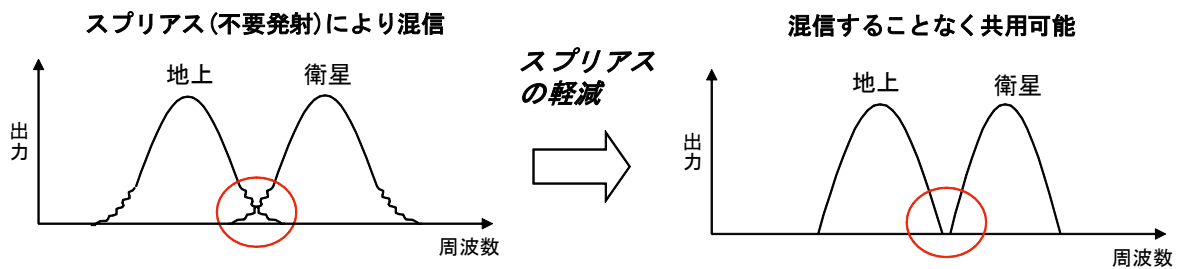 スプリアス(不要発射)により混信
地上
衛星
出力
周波数
スプリアス
の軽減
混信することなく共用可能
地上
衛星
出力
周波数